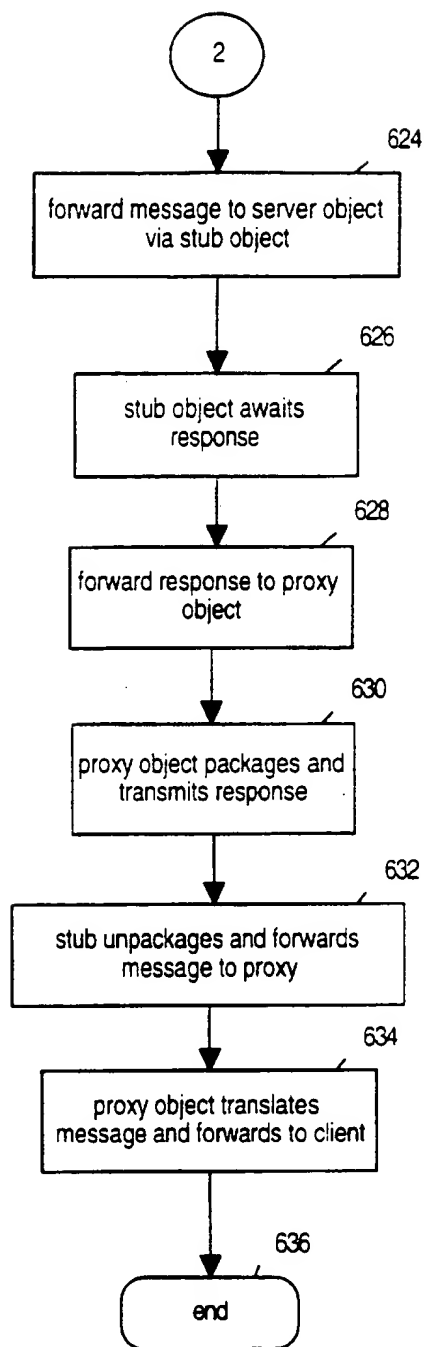 2
624
forward message to server object
via stub object
626
stub object awaits
response
628
forward response to proxy
object
630
proxy object packages and
transmits response
632
stub unpackages and forwards
message to proxy
634
proxy object translates
message and forwards to client
636
end